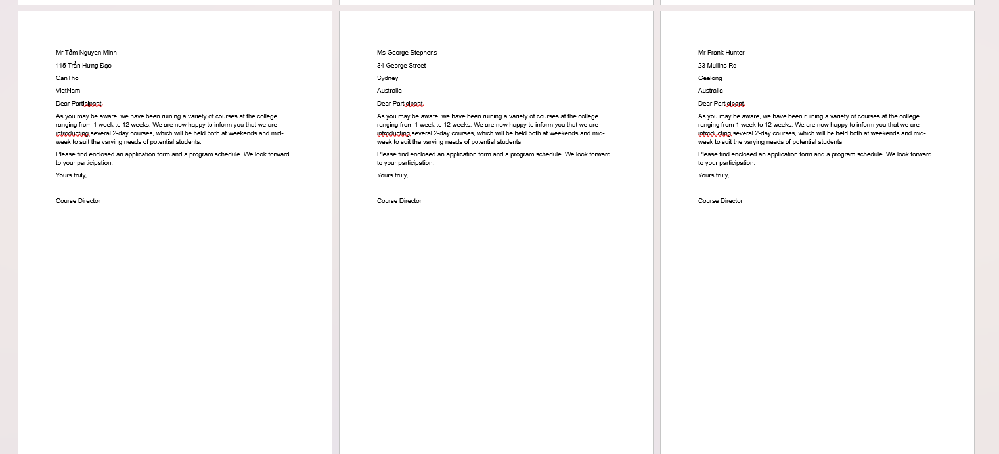 Mr Tâm Nguyen Minh
115 Trần Hưng Đạo
CanTho
VietNam
Dear Participant,
As you may be aware, we have been ruining a variety of courses at the college
ranging from 1 week to 12 weeks. We are now happy to inform you that we are
introducting several 2-day courses, which will be held both at weekends and mid-
week to suit the varying needs of potential students.
Please find enclosed an application form and a program schedule. We look forward
to your participation.
Yours truly,
Course Director
Ms George Stephens
34 George Street
Sydney
Australia
Dear Participant,
As you may be aware, we have been ruining a variety of courses at the college
ranging from 1 week to 12 weeks. We are now happy to inform you that we are
introducting several 2-day courses, which will be held both at weekends and mid-
week to suit the varying needs of potential students.
Please find enclosed an application form and a program schedule. We look forward
to your participation.
Yours truly,
Course Director
Mr Frank Hunter
23 Mullins Rd
Geelong
Australia
Dear Participant,
As you may be aware, we have been ruining a variety of courses at the college
ranging from 1 week to 12 weeks. We are now happy to inform you that we are
introducting several 2-day courses, which will be held both at weekends and mid-
week to suit the varying needs of potential students.
Please find enclosed an application form and a program schedule. We look forward
to your participation.
Yours truly,
Course Director